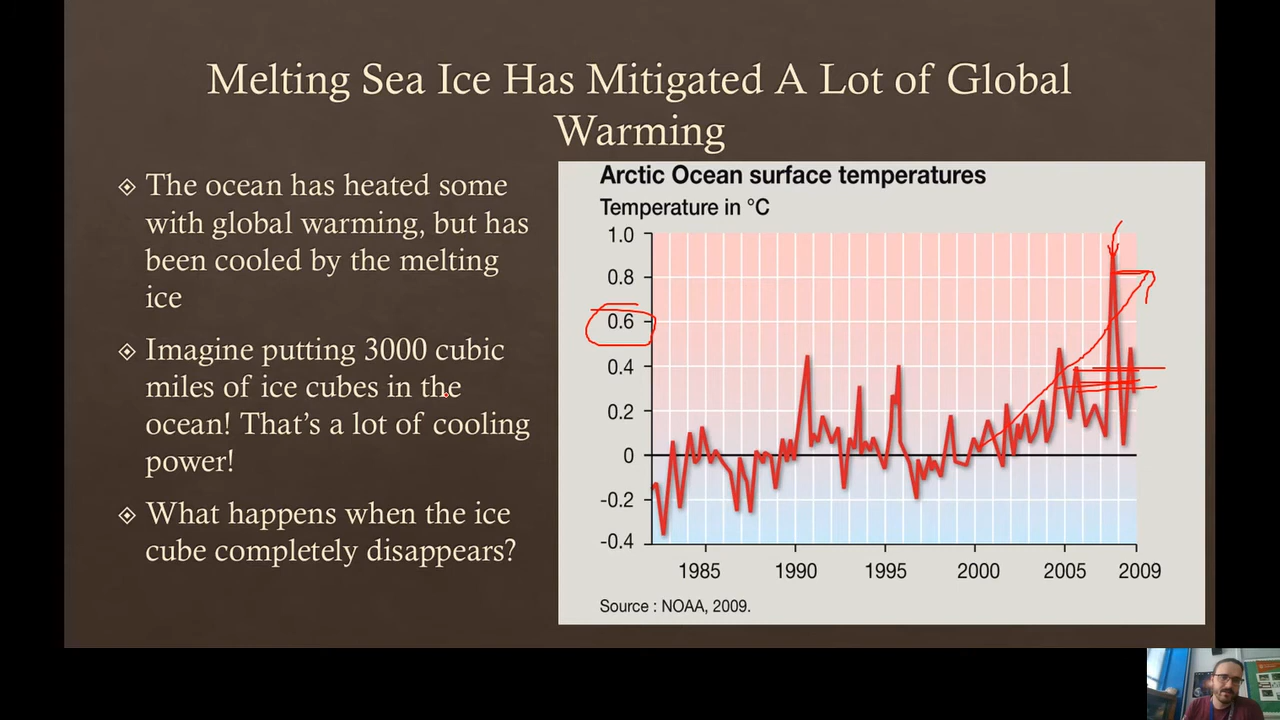 Melting Sea Ice Has Mitigated A Lot of Global
Warming
The ocean has heated some
with global warming, but has
been cooled by the melting
ice
Imagine putting 3000 cubic
miles of ice cubes in the
ocean! That’s a lot of cooling
power!
What happens when the ice
cube completely disappears?
Arctic Ocean surface temperatures
Temperature in °C
1.0
0.8
0.6
0.4
0.2
0
-0.2
-0.4
1985 1990 1995 2000 2005 2009
Source : NOAA, 2009.